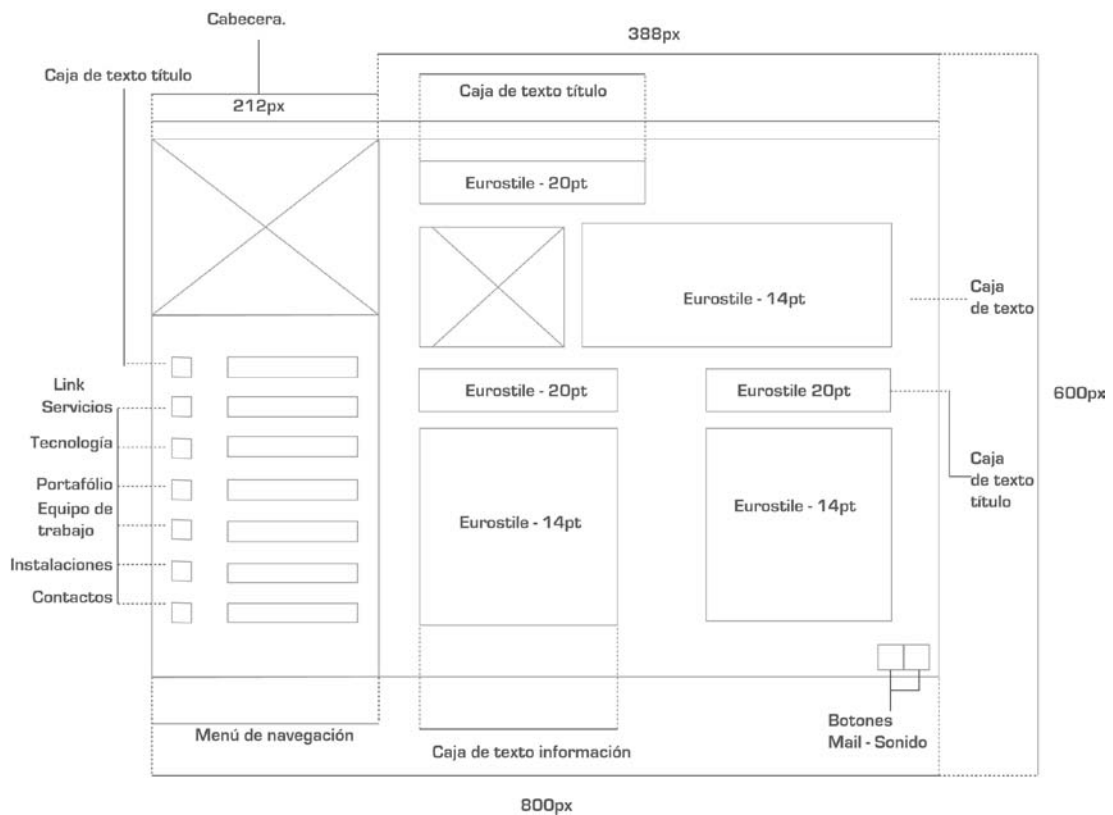 Cabecera.
388px
Caja de texto título
Caja de texto título
212px
Eurostile - 20pt
Eurostile - 14pt
Caja
de texto
Link
Servicios
Tecnología
Portafólio
Equipo de
trabajo
Instalaciones
Contactos
Eurostile - 20pt
Eurostile 20pt
600px
Caja
de texto
título
Eurostile - 14pt
Eurostile - 14pt
Menú de navegación
Caja de texto información
Botones
Mail - Sonido
800px